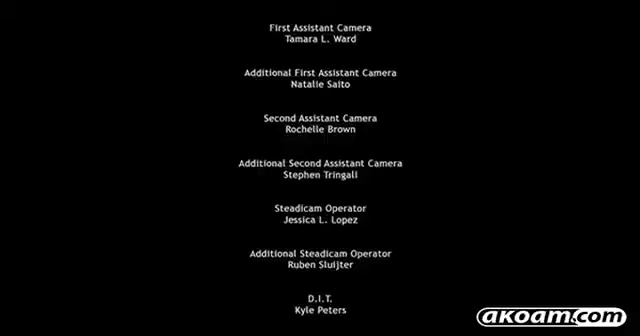 First Assistant Camera
Tamara L. Ward
Additional First Assistant Camera
Natalie Saito
Second Assistant Camera
Rochelle Brown
Additional Second Assistant Camera
Stephen Tringali
Steadicam Operator
Jessica L. Lopez
Additional Steadicam Operator
Ruben Sluijter
D.I.T.
Kyle Peters
akoam.com